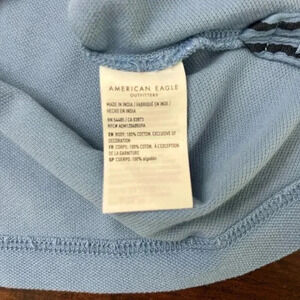 AMERICAN EAGLE
OUTFITTERS
MADE IN INDIA / FABRIQUÉ EN INDE /
HECHO EN INDIA
EN BODY: 100% COTTON. EXCLUSIVE OF
DECORATION
FR CORPS: 100% COTON. À L'EXCEPTION
DE LA GARNITURE
SP CUERPO: 100% algodón